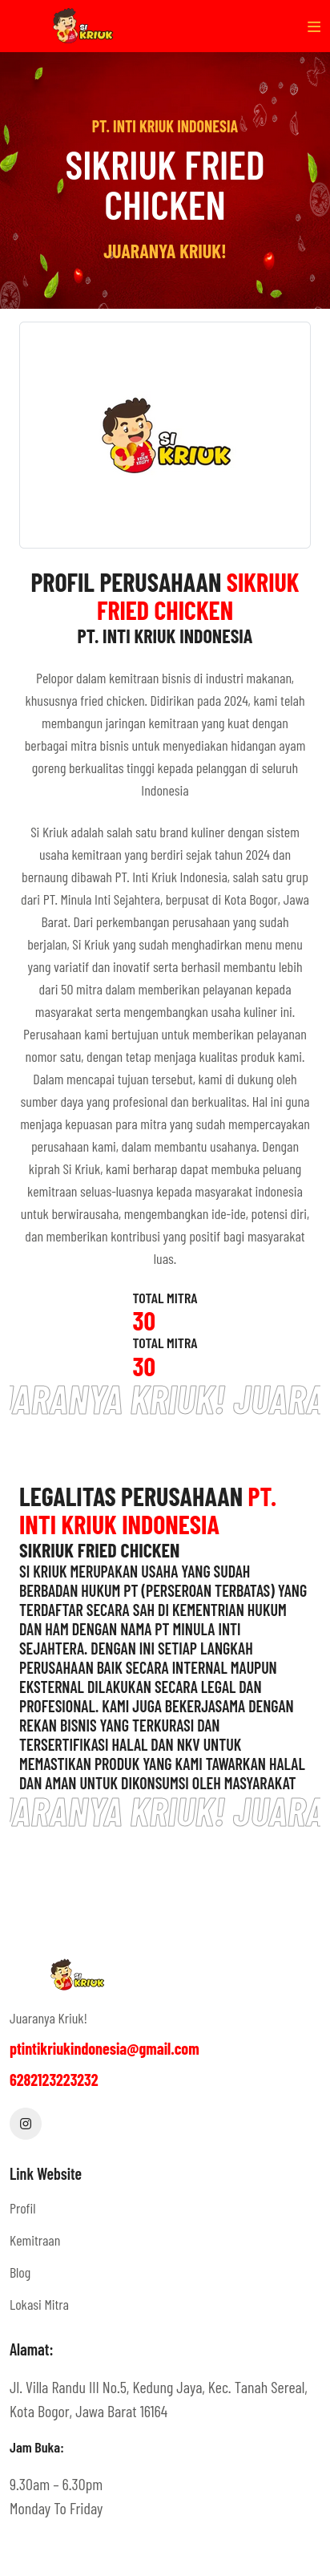 SI
KRIUK
PT. INTI KRIUK INDONESIA
SIKRIUK FRIED
CHICKEN
JUARANYA KRIUK!
SI
KRIUK
PROFIL PERUSAHAAN SIKRIUK
FRIED CHICKEN
PT. INTI KRIUK INDONESIA
Pelopor dalam kemitraan bisnis di industri makanan,
khususnya fried chicken. Didirikan pada 2024, kami telah
membangun jaringan kemitraan yang kuat dengan
berbagai mitra bisnis untuk menyediakan hidangan ayam
goreng berkualitas tinggi kepada pelanggan di seluruh
Indonesia
Si Kriuk adalah salah satu brand kuliner dengan sistem
usaha kemitraan yang berdiri sejak tahun 2024 dan
bernaung dibawah PT. Inti Kriuk Indonesia, salah satu grup
dari PT. Minula Inti Sejahtera, berpusat di Kota Bogor, Jawa
Barat. Dari perkembangan perusahaan yang sudah
berjalan, Si Kriuk yang sudah menghadirkan menu menu
yang variatif dan inovatif serta berhasil membantu lebih
dari 50 mitra dalam memberikan pelayanan kepada
masyarakat serta mengembangkan usaha kuliner ini.
Perusahaan kami bertujuan untuk memberikan pelayanan
nomor satu, dengan tetap menjaga kualitas produk kami.
Dalam mencapai tujuan tersebut, kami di dukung oleh
sumber daya yang profesional dan berkualitas. Hal ini guna
menjaga kepuasan para mitra yang sudah mempercayakan
perusahaan kami, dalam membantu usahanya. Dengan
kiprah Si Kriuk, kami berharap dapat membuka peluang
kemitraan seluas-luasnya kepada masyarakat indonesia
untuk berwirausaha, mengembangkan ide-ide, potensi diri,
dan memberikan kontribusi yang positif bagi masyarakat
luas.
TOTAL MITRA
30
TOTAL MITRA
30
UARANYA KRIUK! JUARA
LEGALITAS PERUSAHAAN PT.
INTI KRIUK INDONESIA
SIKRIUK FRIED CHICKEN
SI KRIUK MERUPAKAN USAHA YANG SUDAH
BERBADAN HUKUM PT (PERSEROAN TERBATAS) YANG
TERDAFTAR SECARA SAH DI KEMENTRIAN HUKUM
DAN HAM DENGAN NAMA PT MINULA INTI
SEJAHTERA. DENGAN INI SETIAP LANGKAH
PERUSAHAAN BAIK SECARA INTERNAL MAUPUN
EKSTERNAL DILAKUKAN SECARA LEGAL DAN
PROFESIONAL. KAMI JUGA BEKERJASAMA DENGAN
REKAN BISNIS YANG TERKURASI DAN
TERSERTIFIKASI HALAL DAN NKV UNTUK
MEMASTIKAN PRODUK YANG KAMI TAWARKAN HALAL
DAN AMAN UNTUK DIKONSUMSI OLEH MASYARAKAT
UARANYA KRIUK! JUARA
SI
KRIUK
Juaranya Kriuk!
ptintikriukindonesia@gmail.com
6282123223232
Link Website
Profil
Kemitraan
Blog
Lokasi Mitra
Alamat:
Jl. Villa Randu III No.5, Kedung Jaya, Kec. Tanah Sereal,
Kota Bogor, Jawa Barat 16164
Jam Buka:
9.30am – 6.30pm
Monday To Friday